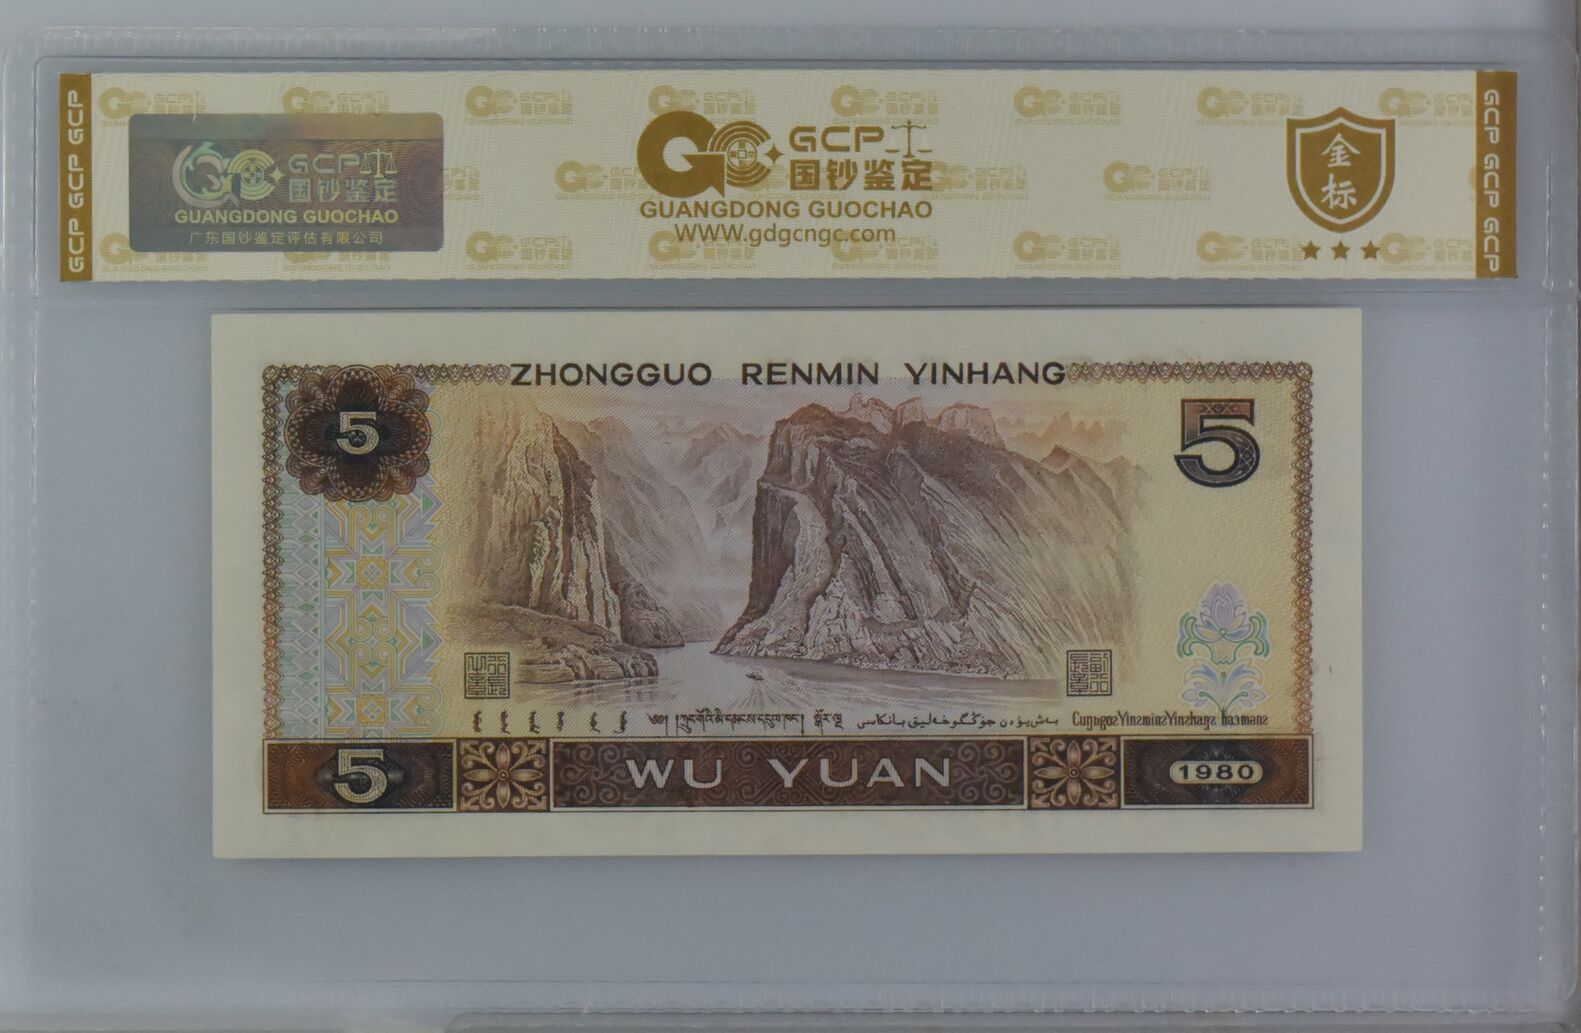 GCP GCP GCP
GCP
国钞鉴定
GUANGDONG GUOCHAO
广东国钞鉴定评估有限公司
GCP
国钞鉴定
GUANGDONG GUOCHAO
WWW.gdgcngc.com
金
标
GCP GCP GCP
ZHONGGUO RENMIN YINHANG
5
5
5
WU YUAN
1980